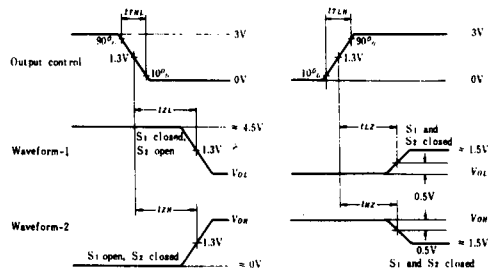 tTHL
tTLH
90% 3V
90% 3V
1.3V
1.3V
Output control
10% 0V
10% 0V
tZL
tLZ
S1 closed, S2 open
≈ 4.5V
S1 and S2 closed
≈ 1.5V
Waveform-1
1.3V
VOL
VOL
0.5V
tZH
tHZ
VOH
VOH
Waveform-2
1.3V
0.5V
≈ 1.5V
S1 open, S2 closed
≈ 0V
S1 and S2 closed